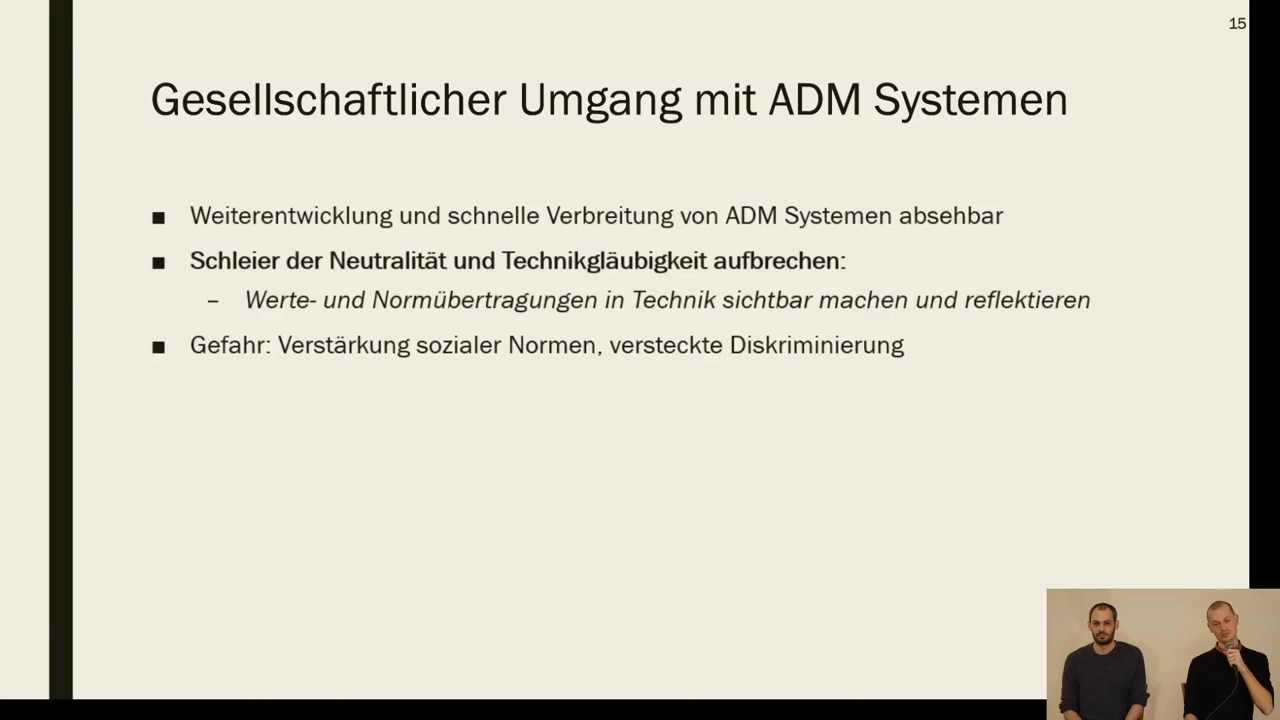 15
Gesellschaftlicher Umgang mit ADM Systemen
■ Weiterentwicklung und schnelle Verbreitung von ADM Systemen absehbar
■ Schleier der Neutralität und Technikgläubigkeit aufbrechen:
– Werte- und Normübertragungen in Technik sichtbar machen und reflektieren
■ Gefahr: Verstärkung sozialer Normen, versteckte Diskriminierung